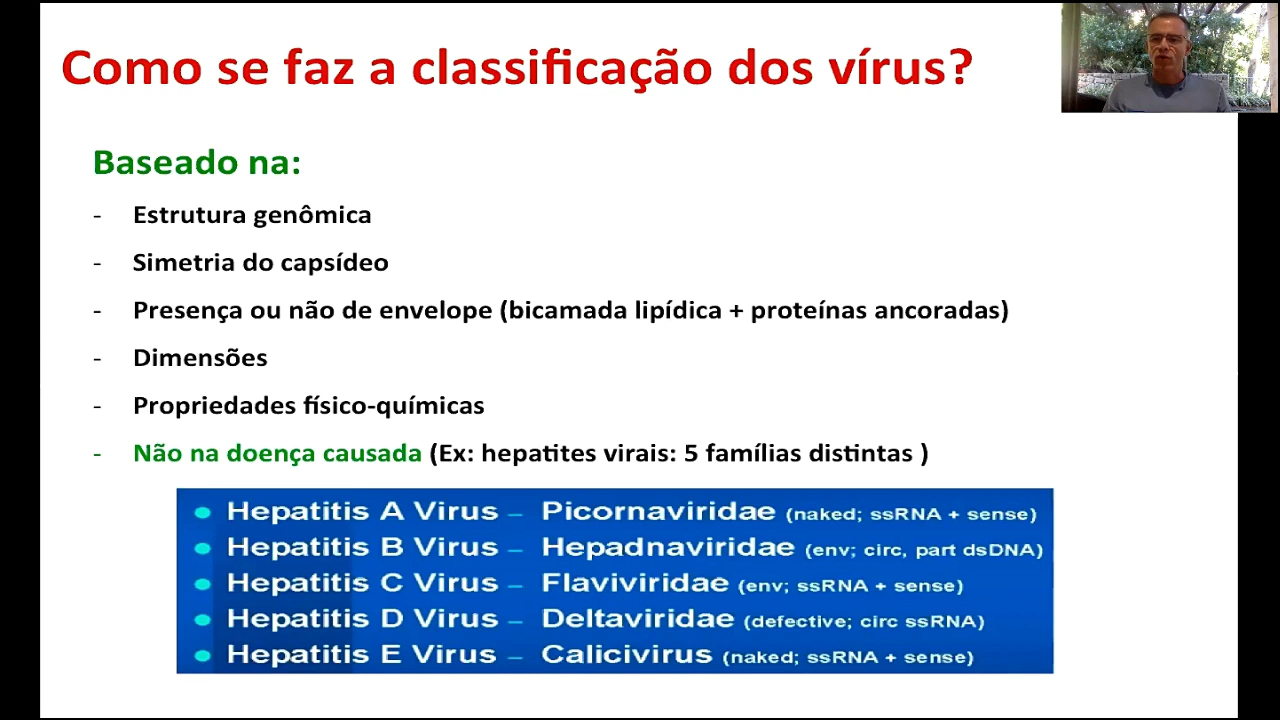 Como se faz a classificação dos vírus?
Baseado na:
- Estrutura genômica
- Simetria do capsídeo
- Presença ou não de envelope (bicamada lipídica + proteínas ancoradas)
- Dimensões
- Propriedades físico-químicas
- Não na doença causada (Ex: hepatites virais: 5 famílias distintas )
● Hepatitis A Virus – Picornaviridae (naked; ssRNA + sense)
● Hepatitis B Virus – Hepadnaviridae (env; circ, part dsDNA)
● Hepatitis C Virus – Flaviviridae (env; ssRNA + sense)
● Hepatitis D Virus – Deltaviridae (defective; circ ssRNA)
● Hepatitis E Virus – Calicivirus (naked; ssRNA + sense)